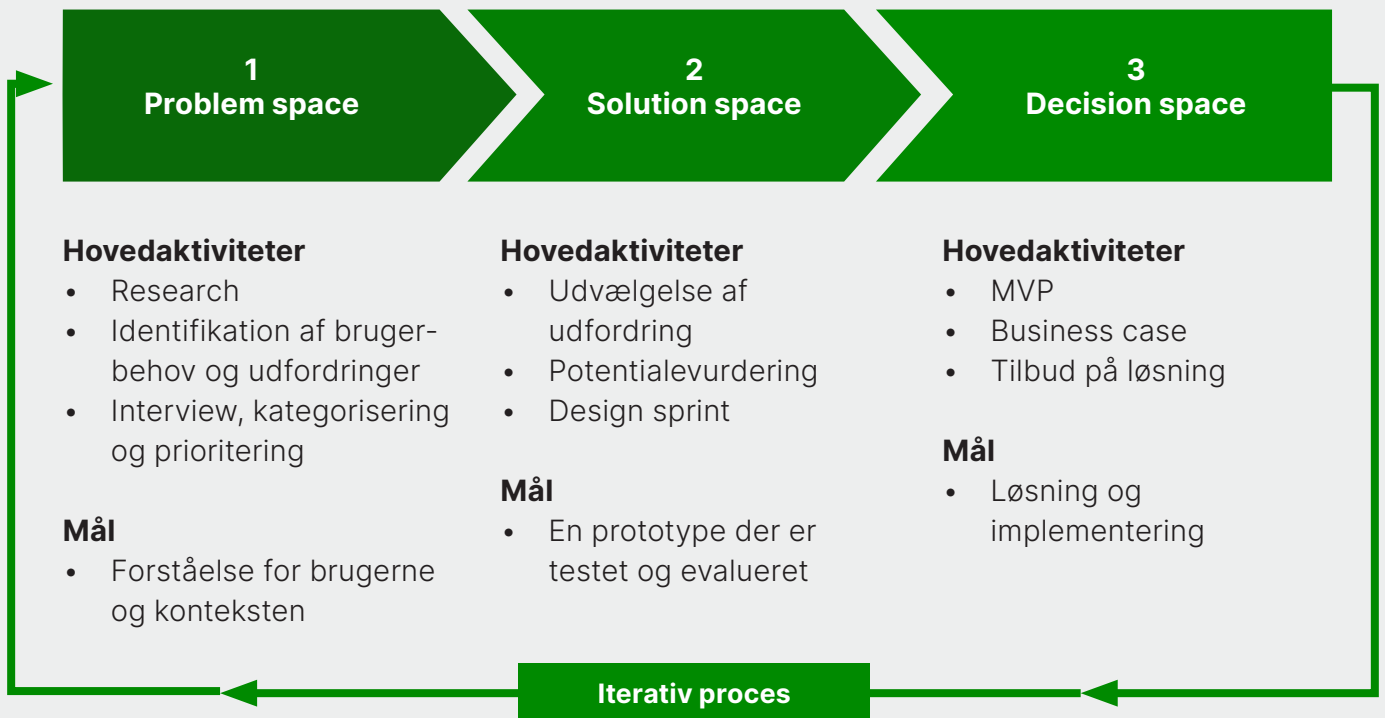 1
Problem space
2
Solution space
3
Decision space
Hovedaktiviteter
• Research
• Identifikation af bruger-
behov og udfordringer
• Interview, kategorisering
og prioritering
Mål
• Forståelse for brugerne
og konteksten
Hovedaktiviteter
• Udvælgelse af
udfordring
• Potentialevurdering
• Design sprint
Mål
• En prototype der er
testet og evalueret
Hovedaktiviteter
• MVP
• Business case
• Tilbud på løsning
Mål
• Løsning og
implementering
Iterativ proces